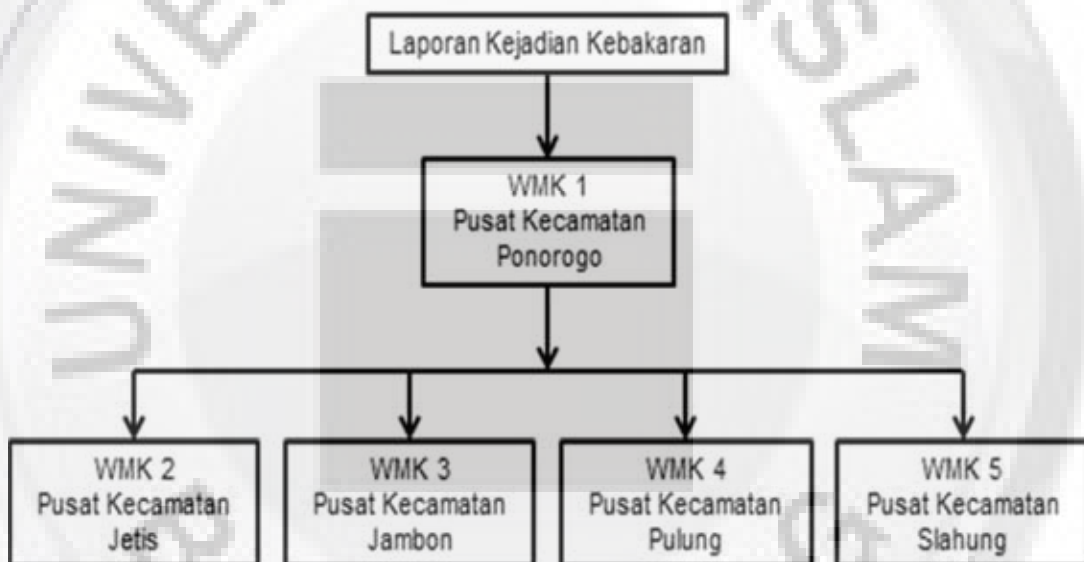 Laporan Kejadian Kebakaran
WMK 1
Pusat Kecamatan
Ponorogo
WMK 2
Pusat Kecamatan
Jetis
WMK 3
Pusat Kecamatan
Jambon
WMK 4
Pusat Kecamatan
Pulung
WMK 5
Pusat Kecamatan
Slahung